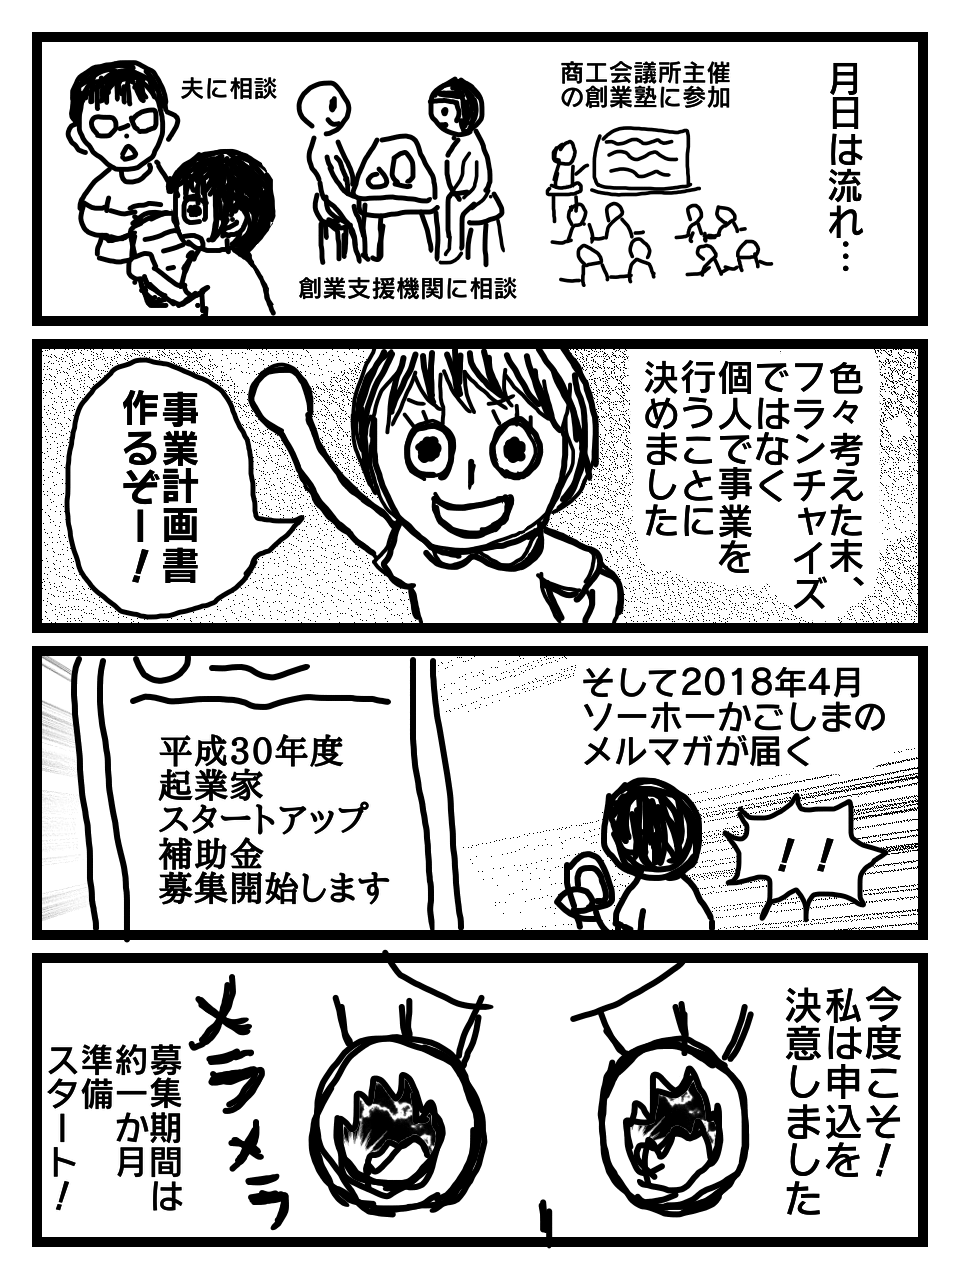 月日は流れ…
商工会議所主催
の創業塾に参加
創業支援機関に相談
夫に相談
色々考えた末、
フランチャイズ
ではなく
個人で事業を
行うことに
決めました
事業計画書
作るぞー！
そして2018年4月
ソーホーかごしまの
メルマガが届く
！！
平成30年度
起業家
スタートアップ
補助金
募集開始します
今度こそ！
私は申込を
決意しました
メラメラ
募集期間は
約一か月
準備
スタート！